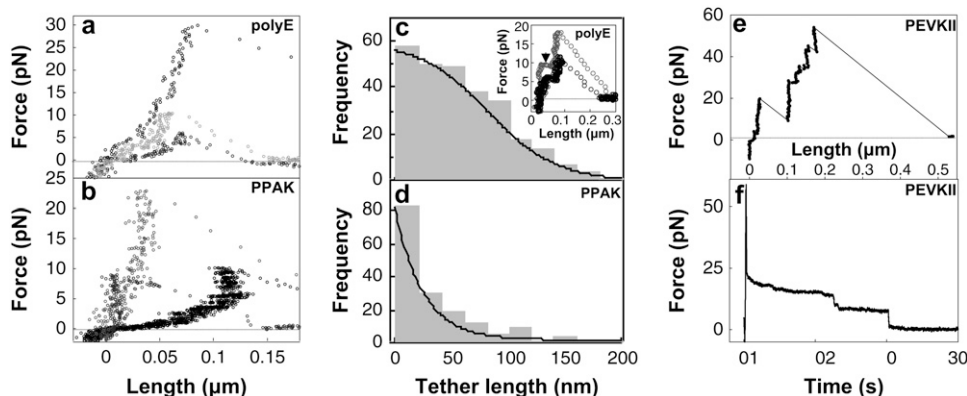 a
polyE
Force (pN)
30
25
20
15
10
5
0
b
PPAK
Force (pN)
25
20
15
10
5
0
0
0.05
0.1
0.15
Length (µm)
c
Frequency
60
50
40
30
20
10
0
polyE
Force (pN)
20
15
10
5
0
0
0.1
0.2
0.3
Length (µm)
d
PPAK
Frequency
80
60
40
20
0
0
50
100
150
200
Tether length (nm)
e
PEVKII
Force (pN)
60
40
20
0
Length (µm)
0
0.1
0.2
0.3
0.4
0.5
f
PEVKII
Force (pN)
50
25
0
01
02
0
30
Time (s)